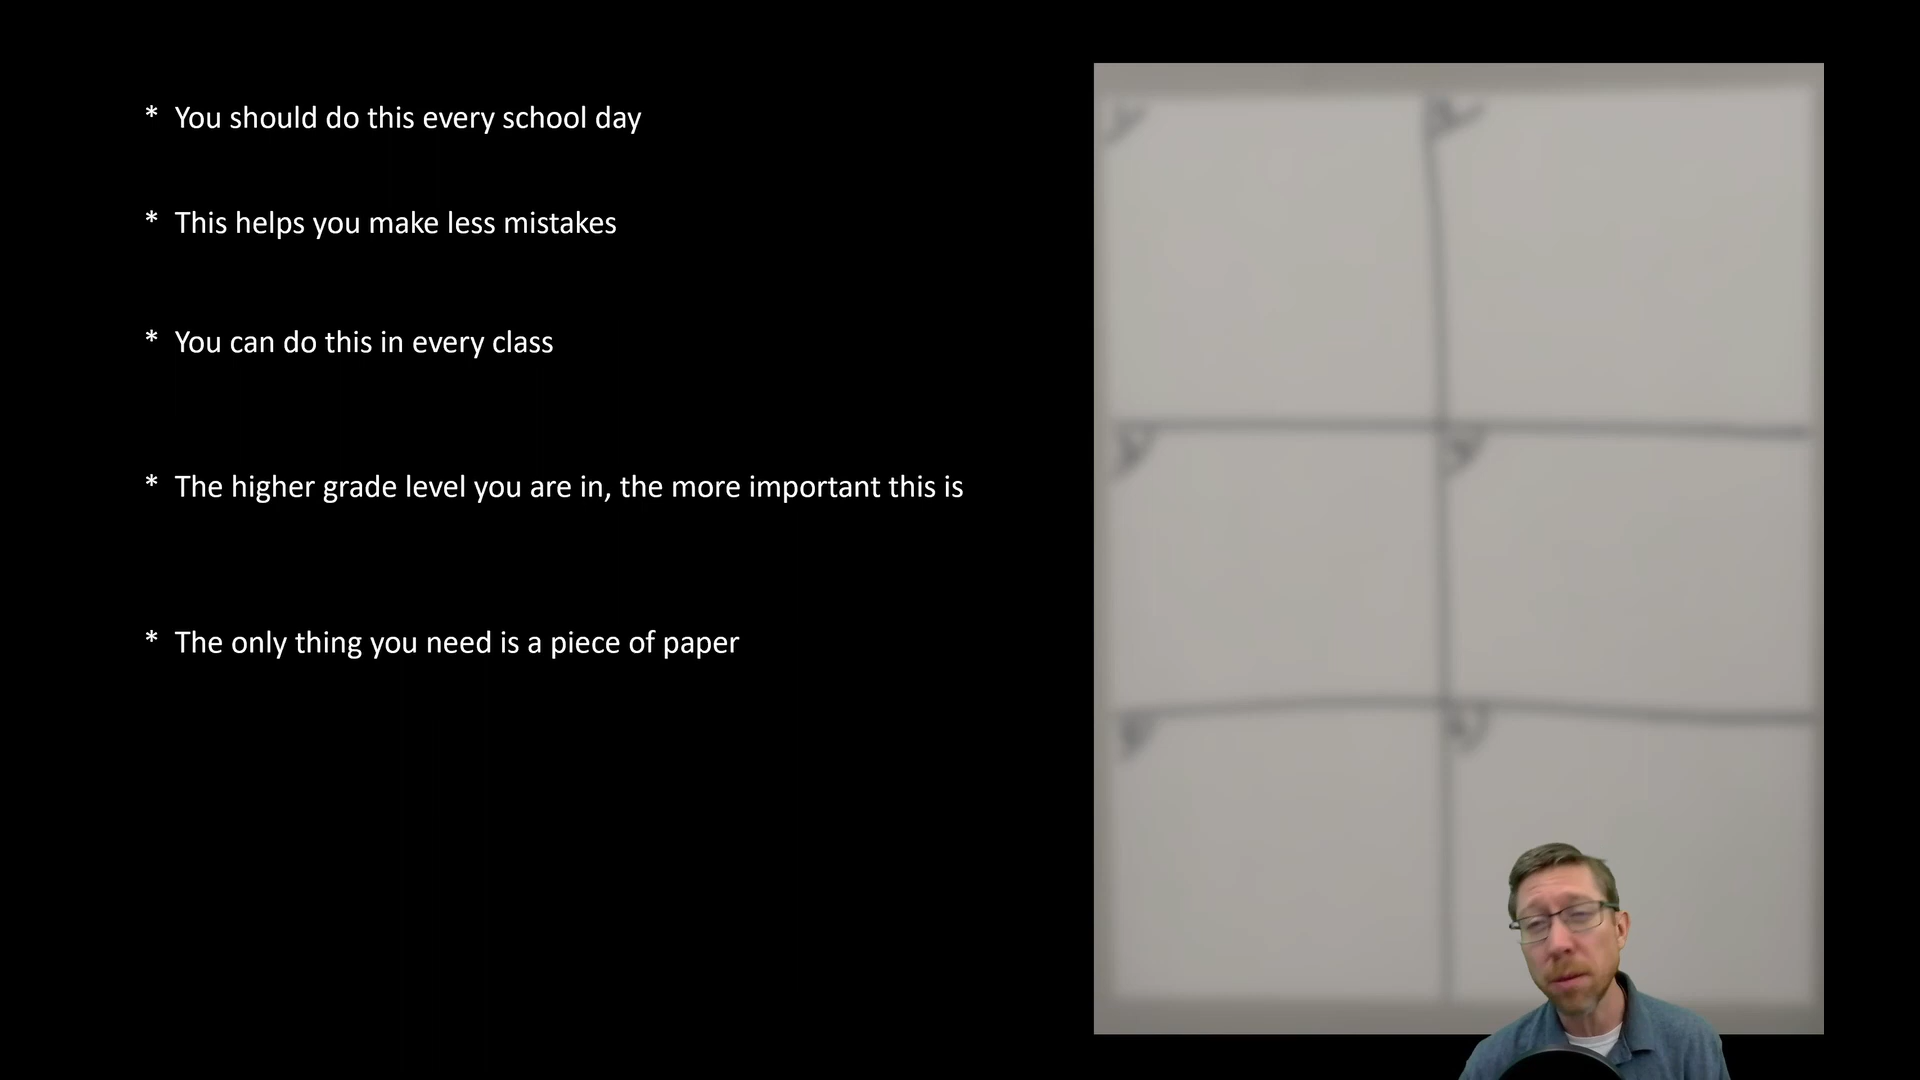 * You should do this every school day
* This helps you make less mistakes
* You can do this in every class
* The higher grade level you are in, the more important this is
* The only thing you need is a piece of paper